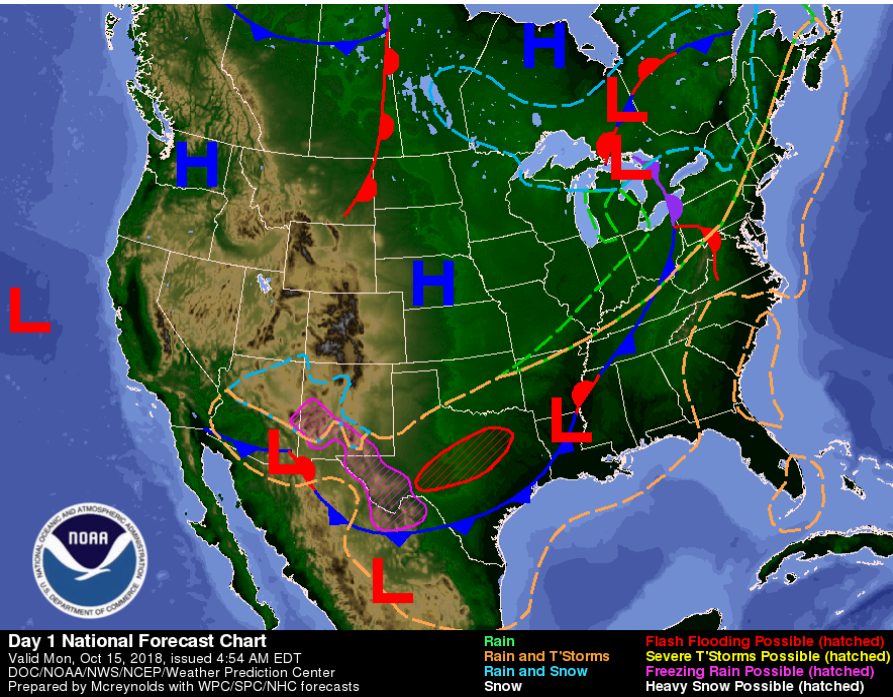 H
L
H
L
H
L
L
L
L
NATIONAL OCEANIC AND ATMOSPHERIC ADMINISTRATION
NOAA
U.S. DEPARTMENT OF COMMERCE
Day 1 National Forecast Chart
Valid Mon, Oct 15, 2018, issued 4:54 AM EDT
DOC/NOAA/NWS/NCEP/Weather Prediction Center
Prepared by Mcreynolds with WPC/SPC/NHC forecasts
Rain
Rain and T'Storms
Rain and Snow
Snow
Flash Flooding Possible (hatched)
Severe T'Storms Possible (hatched)
Freezing Rain Possible (hatched)
Heavy Snow Possible (hatched)